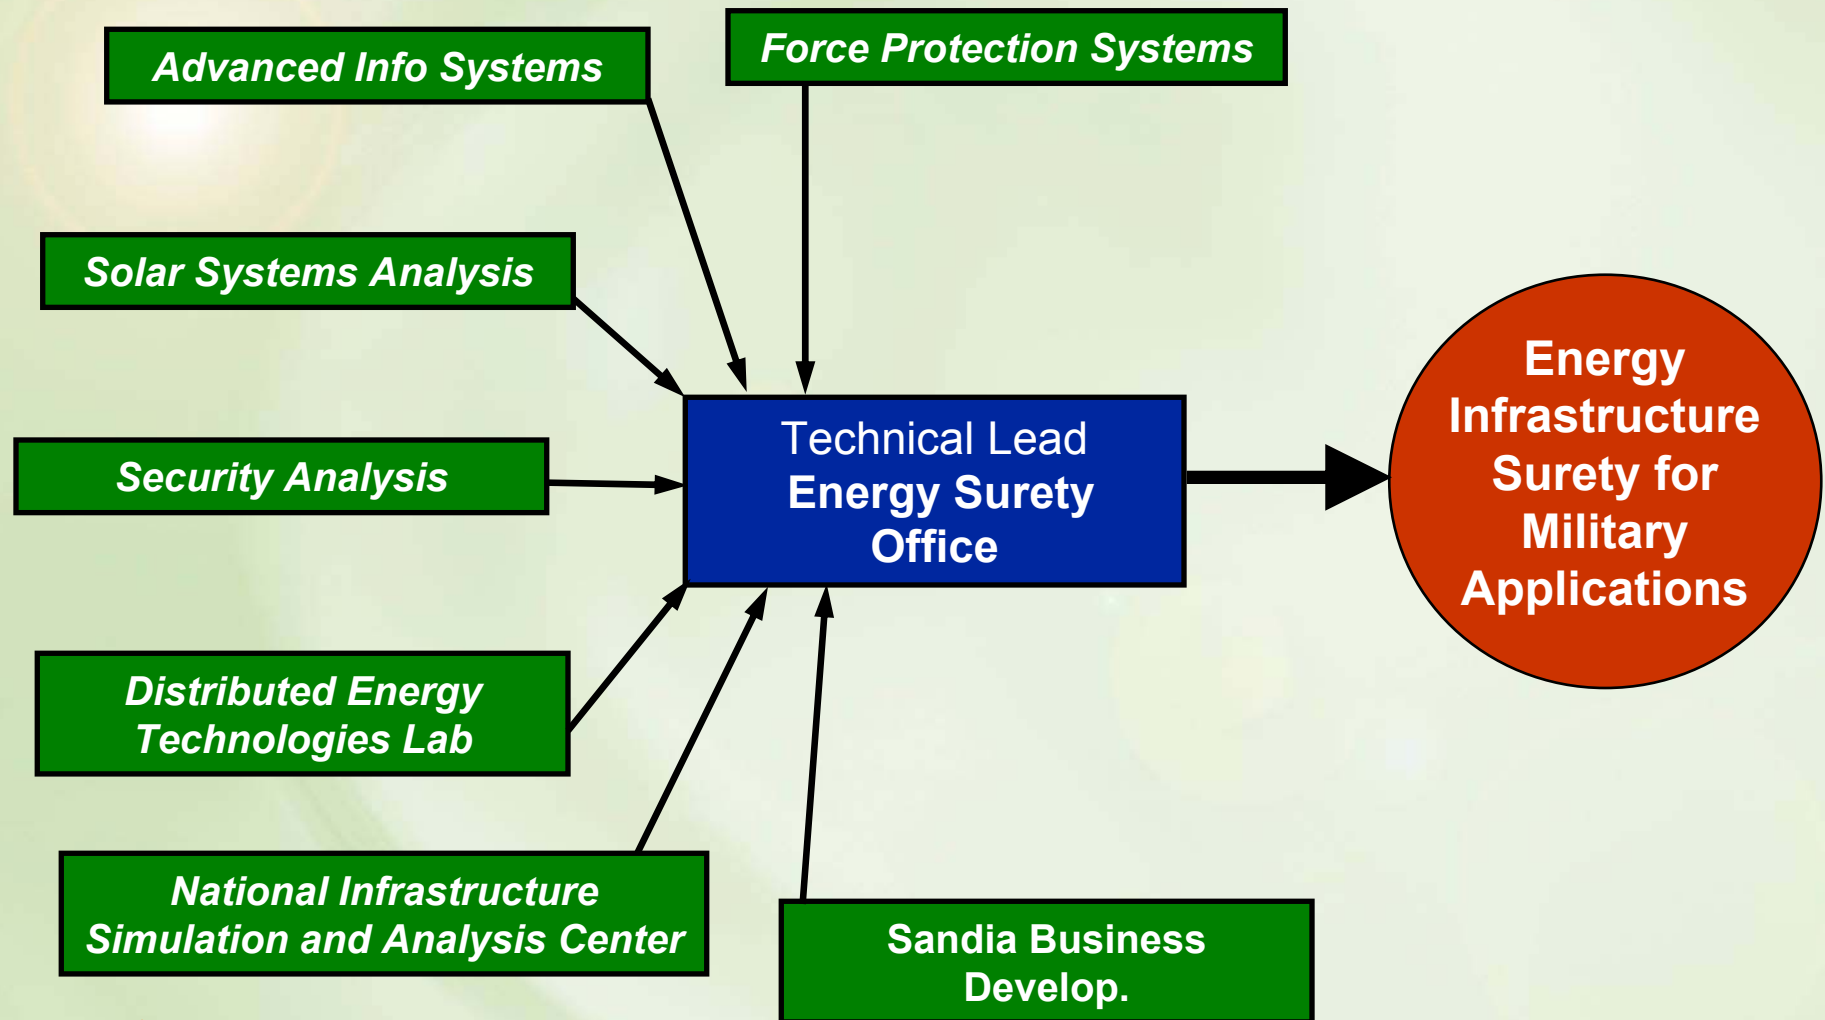 Advanced Info Systems
Force Protection Systems
Solar Systems Analysis
Security Analysis
Distributed Energy
Technologies Lab
National Infrastructure
Simulation and Analysis Center
Sandia Business
Develop.
Technical Lead
Energy Surety
Office
Energy
Infrastructure
Surety for
Military
Applications